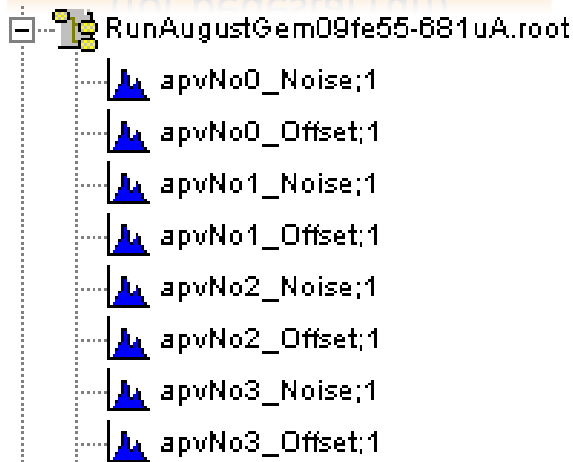 RunAugustGem09fe55-681uA.root
apvNo0_Noise;1
apvNo0_Offset;1
apvNo1_Noise;1
apvNo1_Offset;1
apvNo2_Noise;1
apvNo2_Offset;1
apvNo3_Noise;1
apvNo3_Offset;1